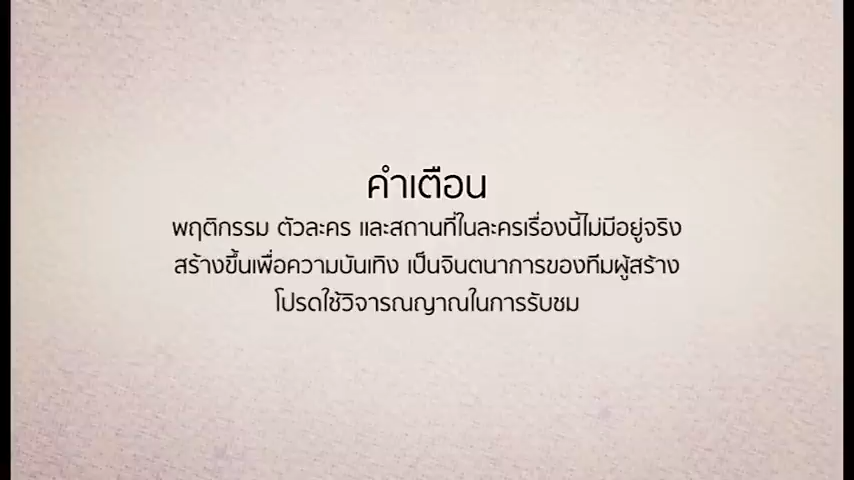 คำเตือน
พฤติกรรม ตัวละคร และสถานที่ในละครเรื่องนี้ไม่มีอยู่จริง
สร้างขึ้นเพื่อความบันเทิง เป็นจินตนาการของทีมผู้สร้าง
โปรดใช้วิจารณญาณในการรับชม